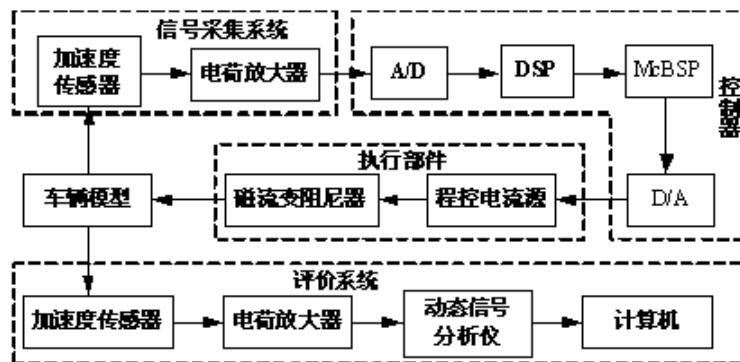 信号采集系统
加速度
传感器
电荷放大器
A/D
DSP
McBSP
控制器
执行部件
车辆模型
磁流变阻尼器
程控电流源
D/A
评价系统
加速度传感器
电荷放大器
动态信号
分析仪
计算机